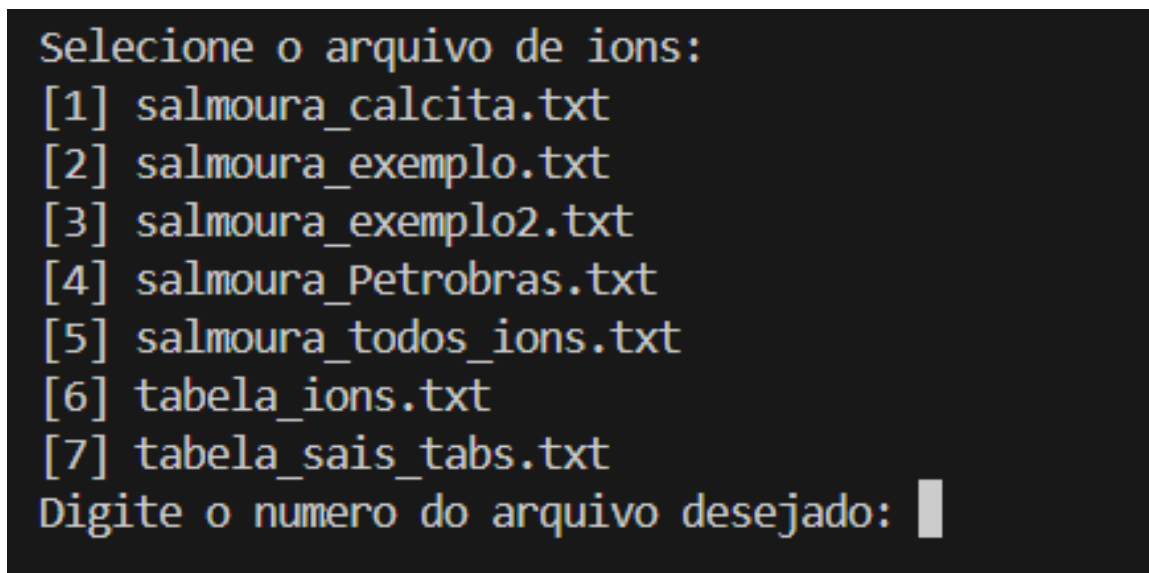 Selecione o arquivo de ions:
[1] salmoura_calcita.txt
[2] salmoura_exemplo.txt
[3] salmoura_exemplo2.txt
[4] salmoura_Petrobras.txt
[5] salmoura_todos_ions.txt
[6] tabela_ions.txt
[7] tabela_sais_tabs.txt
Digite o numero do arquivo desejado: